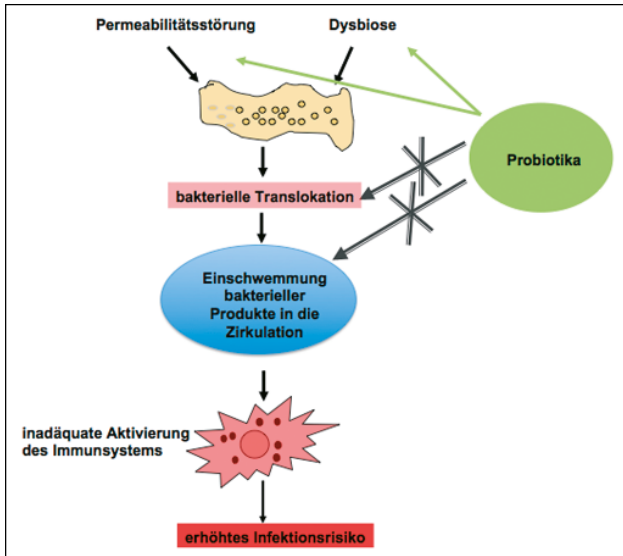 Permeabilitätsstörung
Dysbiose
Probiotika
bakterielle Translokation
Einschwemmung
bakterieller
Produkte in die
Zirkulation
inadäquate Aktivierung
des Immunsystems
erhöhtes Infektionsrisiko